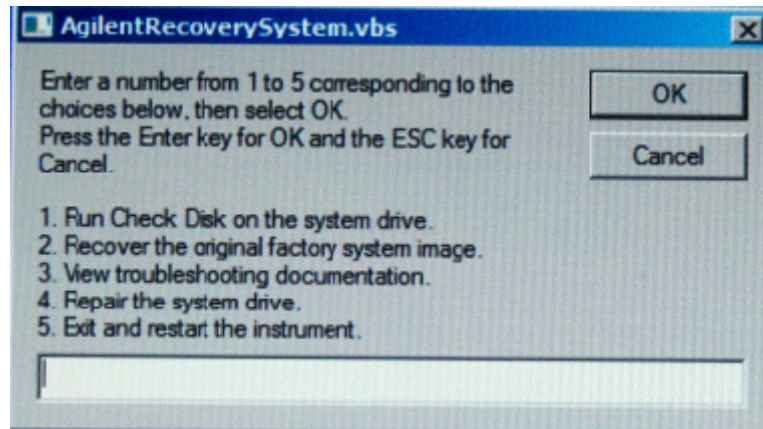 AgilentRecoverySystem.vbs
Enter a number from 1 to 5 corresponding to the
choices below, then select OK.
Press the Enter key for OK and the ESC key for
Cancel.
OK
Cancel
1. Run Check Disk on the system drive.
2. Recover the original factory system image.
3. View troubleshooting documentation.
4. Repair the system drive.
5. Exit and restart the instrument.